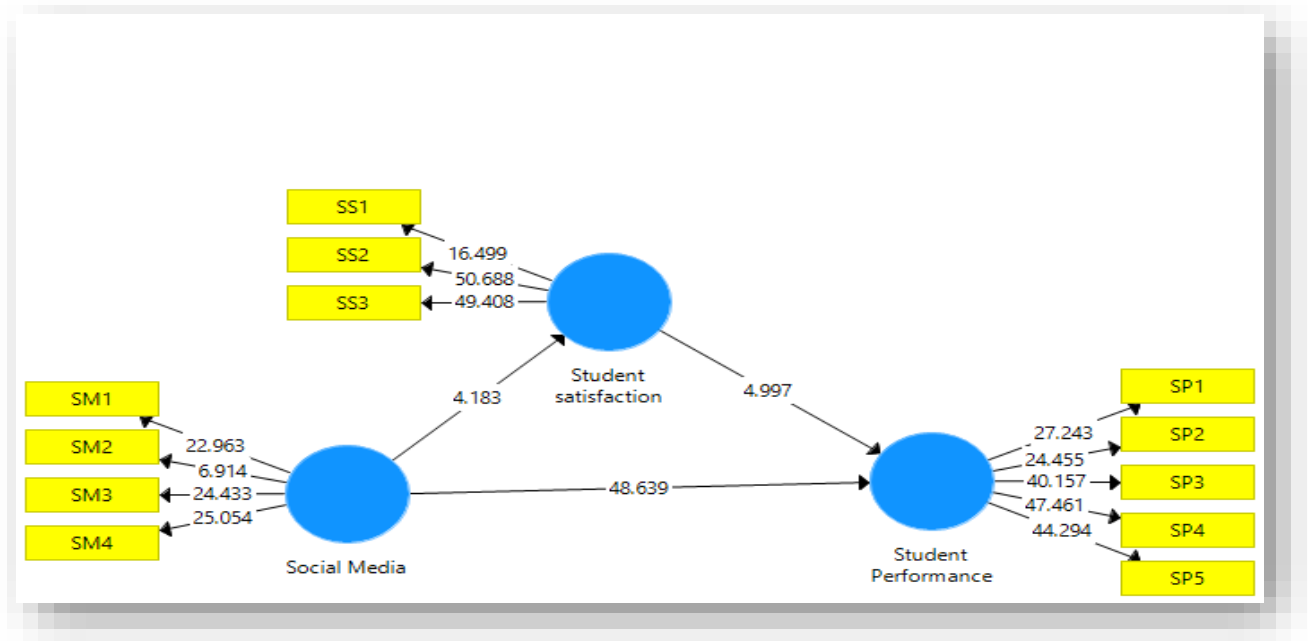 SS1
16.499
SS2
50.688
SS3
49.408
Student
satisfaction
4.183
4.997
SM1
22.963
SM2
6.914
SM3
24.433
SM4
25.054
Social Media
48.639
SP1
27.243
SP2
24.455
SP3
40.157
SP4
47.461
SP5
44.294
Student
Performance